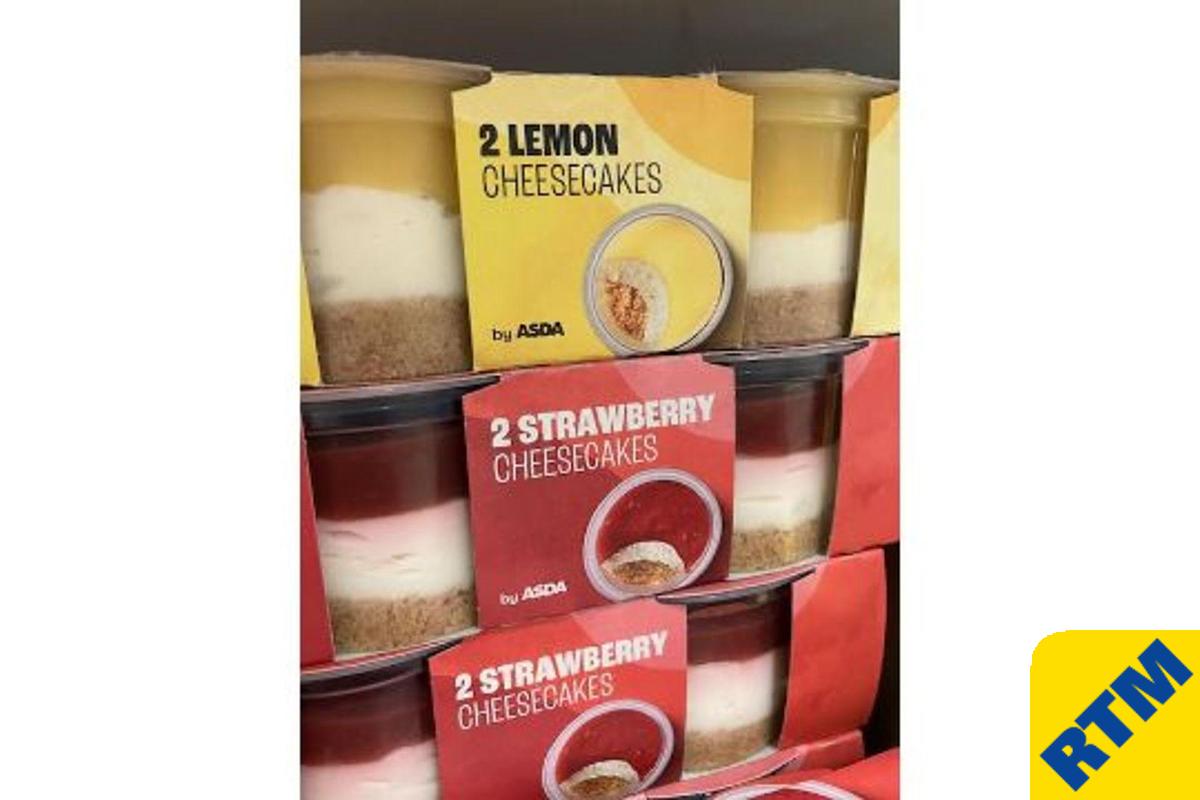 2 LEMON
CHEESECAKES
by ASDA
2 STRAWBERRY
CHEESECAKES
by ASDA
2 STRAWBERRY
CHEESECAKES
RTM